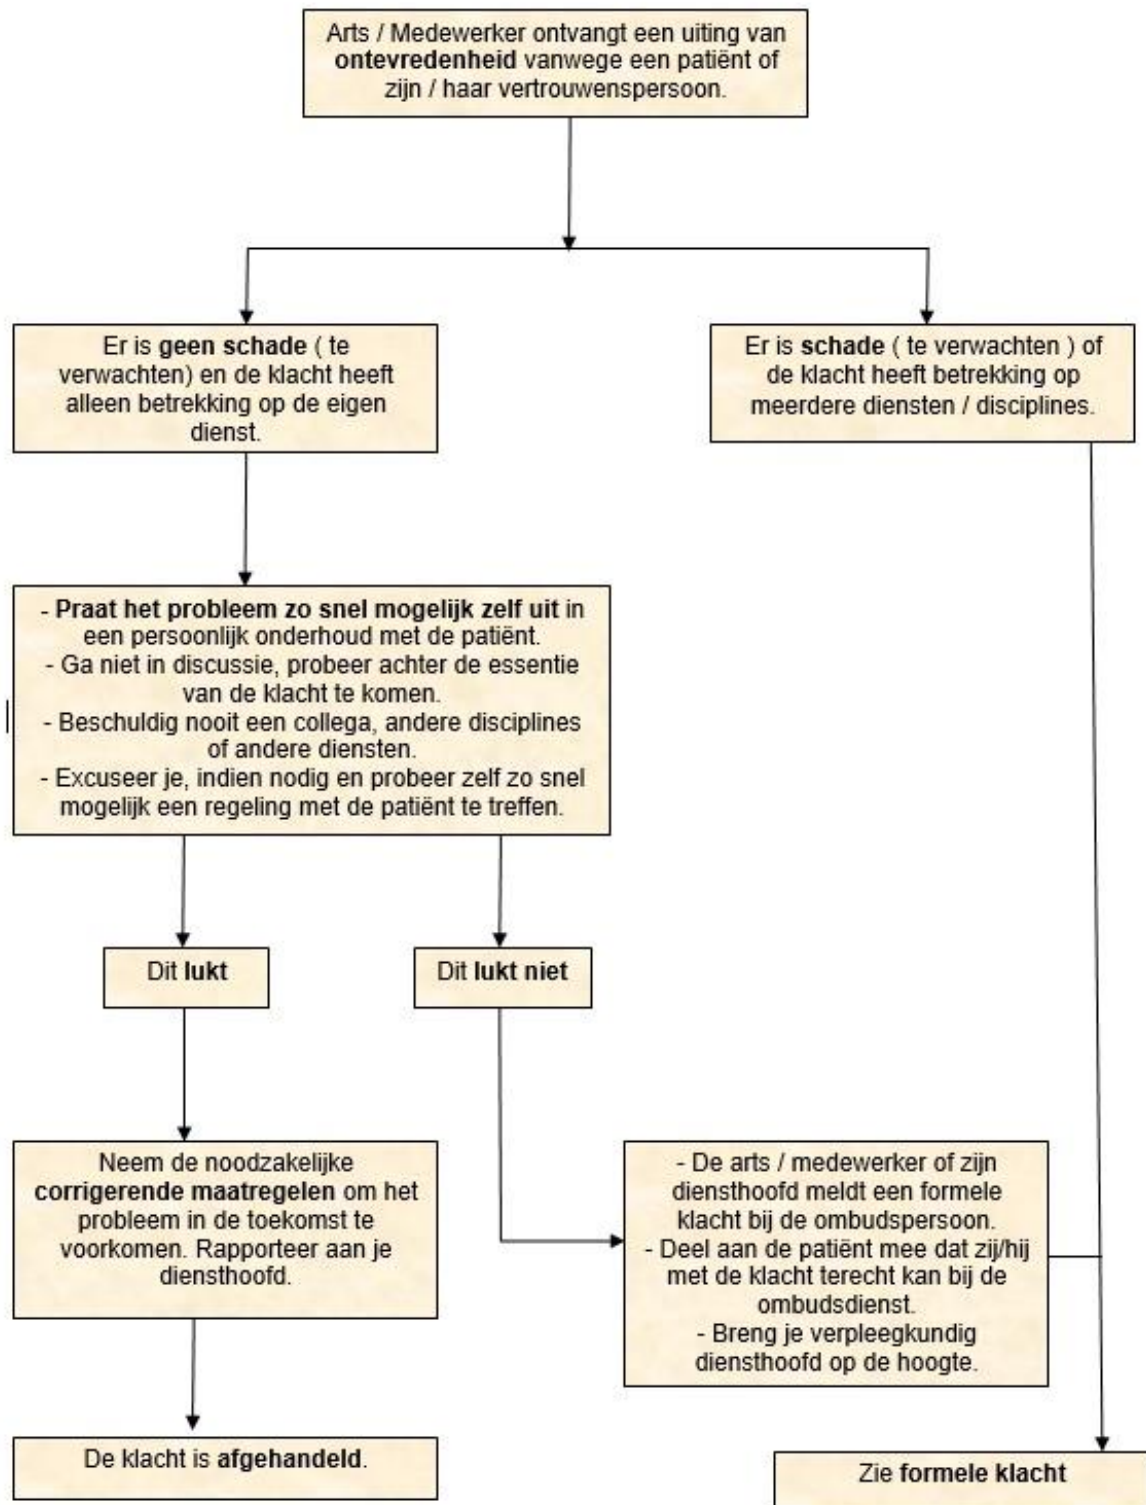 Arts / Medewerker ontvangt een uiting van
ontevredenheid vanwege een patiënt of
zijn / haar vertrouwenspersoon.
Er is geen schade ( te
verwachten) en de klacht heeft
alleen betrekking op de eigen
dienst.
Er is schade ( te verwachten ) of
de klacht heeft betrekking op
meerdere diensten / disciplines.
- Praat het probleem zo snel mogelijk zelf uit in
een persoonlijk onderhoud met de patiënt.
- Ga niet in discussie, probeer achter de essentie
van de klacht te komen.
- Beschuldig nooit een collega, andere disciplines
of andere diensten.
- Excuseer je, indien nodig en probeer zelf zo snel
mogelijk een regeling met de patiënt te treffen.
Dit lukt
Dit lukt niet
Neem de noodzakelijke
corrigerende maatregelen om het
probleem in de toekomst te
voorkomen. Rapporteer aan je
diensthoofd.
- De arts / medewerker of zijn
diensthoofd meldt een formele
klacht bij de ombudspersoon.
- Deel aan de patiënt mee dat zij/hij
met de klacht terecht kan bij de
ombudsdienst.
- Breng je verpleegkundig
diensthoofd op de hoogte.
De klacht is afgehandeld.
Zie formele klacht